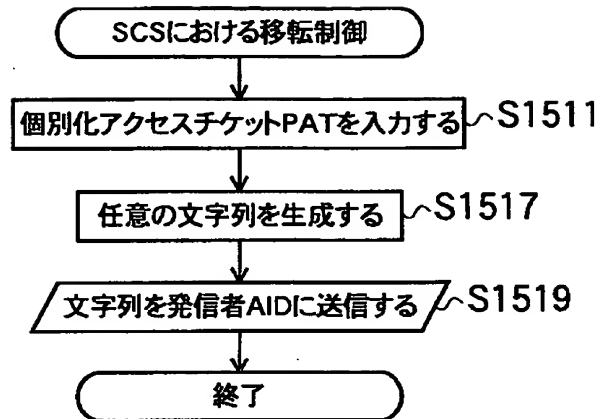 SCSにおける移転制御
個別化アクセスチケットPATを入力する S1511
任意の文字列を生成する S1517
文字列を発信者AIDに送信する S1519
終了